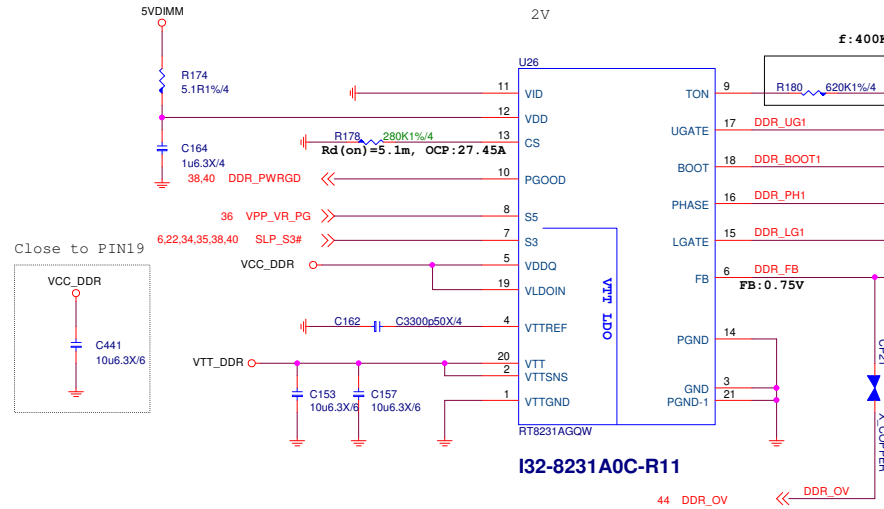 2V
5VDIMM
f:400K
R174
5.1R1%/4
C164
1u6.3X/4
U26
11 VID
12 VDD
R178 280K1%/4 13 CS
Rd(on)=5.1m, OCP:27.45A
38,40 DDR_PWRGD 10 PGOOD
36 VPP_VR_PG 8 S5
6,22,34,35,38,40 SLP_S3# 7 S3
VCC_DDR 5 VDDQ
19 VLDOIN
C162 C3300p50X/4 4 VTTREF
VTT_DDR 20 VTT
2 VTTSNS
C153
10u6.3X/6
C157
10u6.3X/6
1 VTTGND
VTT LDO
TON 9 R180 620K1%/4
UGATE 17 DDR_UG1
BOOT 18 DDR_BOOT1
PHASE 16 DDR_PH1
LGATE 15 DDR_LG1
FB 6 DDR_FB
FB:0.75V
PGND 14
GND 3
PGND-1 21
RT8231AGQW
I32-8231A0C-R11
Close to PIN19
VCC_DDR
C441
10u6.3X/6
X_COPPER
44 DDR_OV DDR_OV